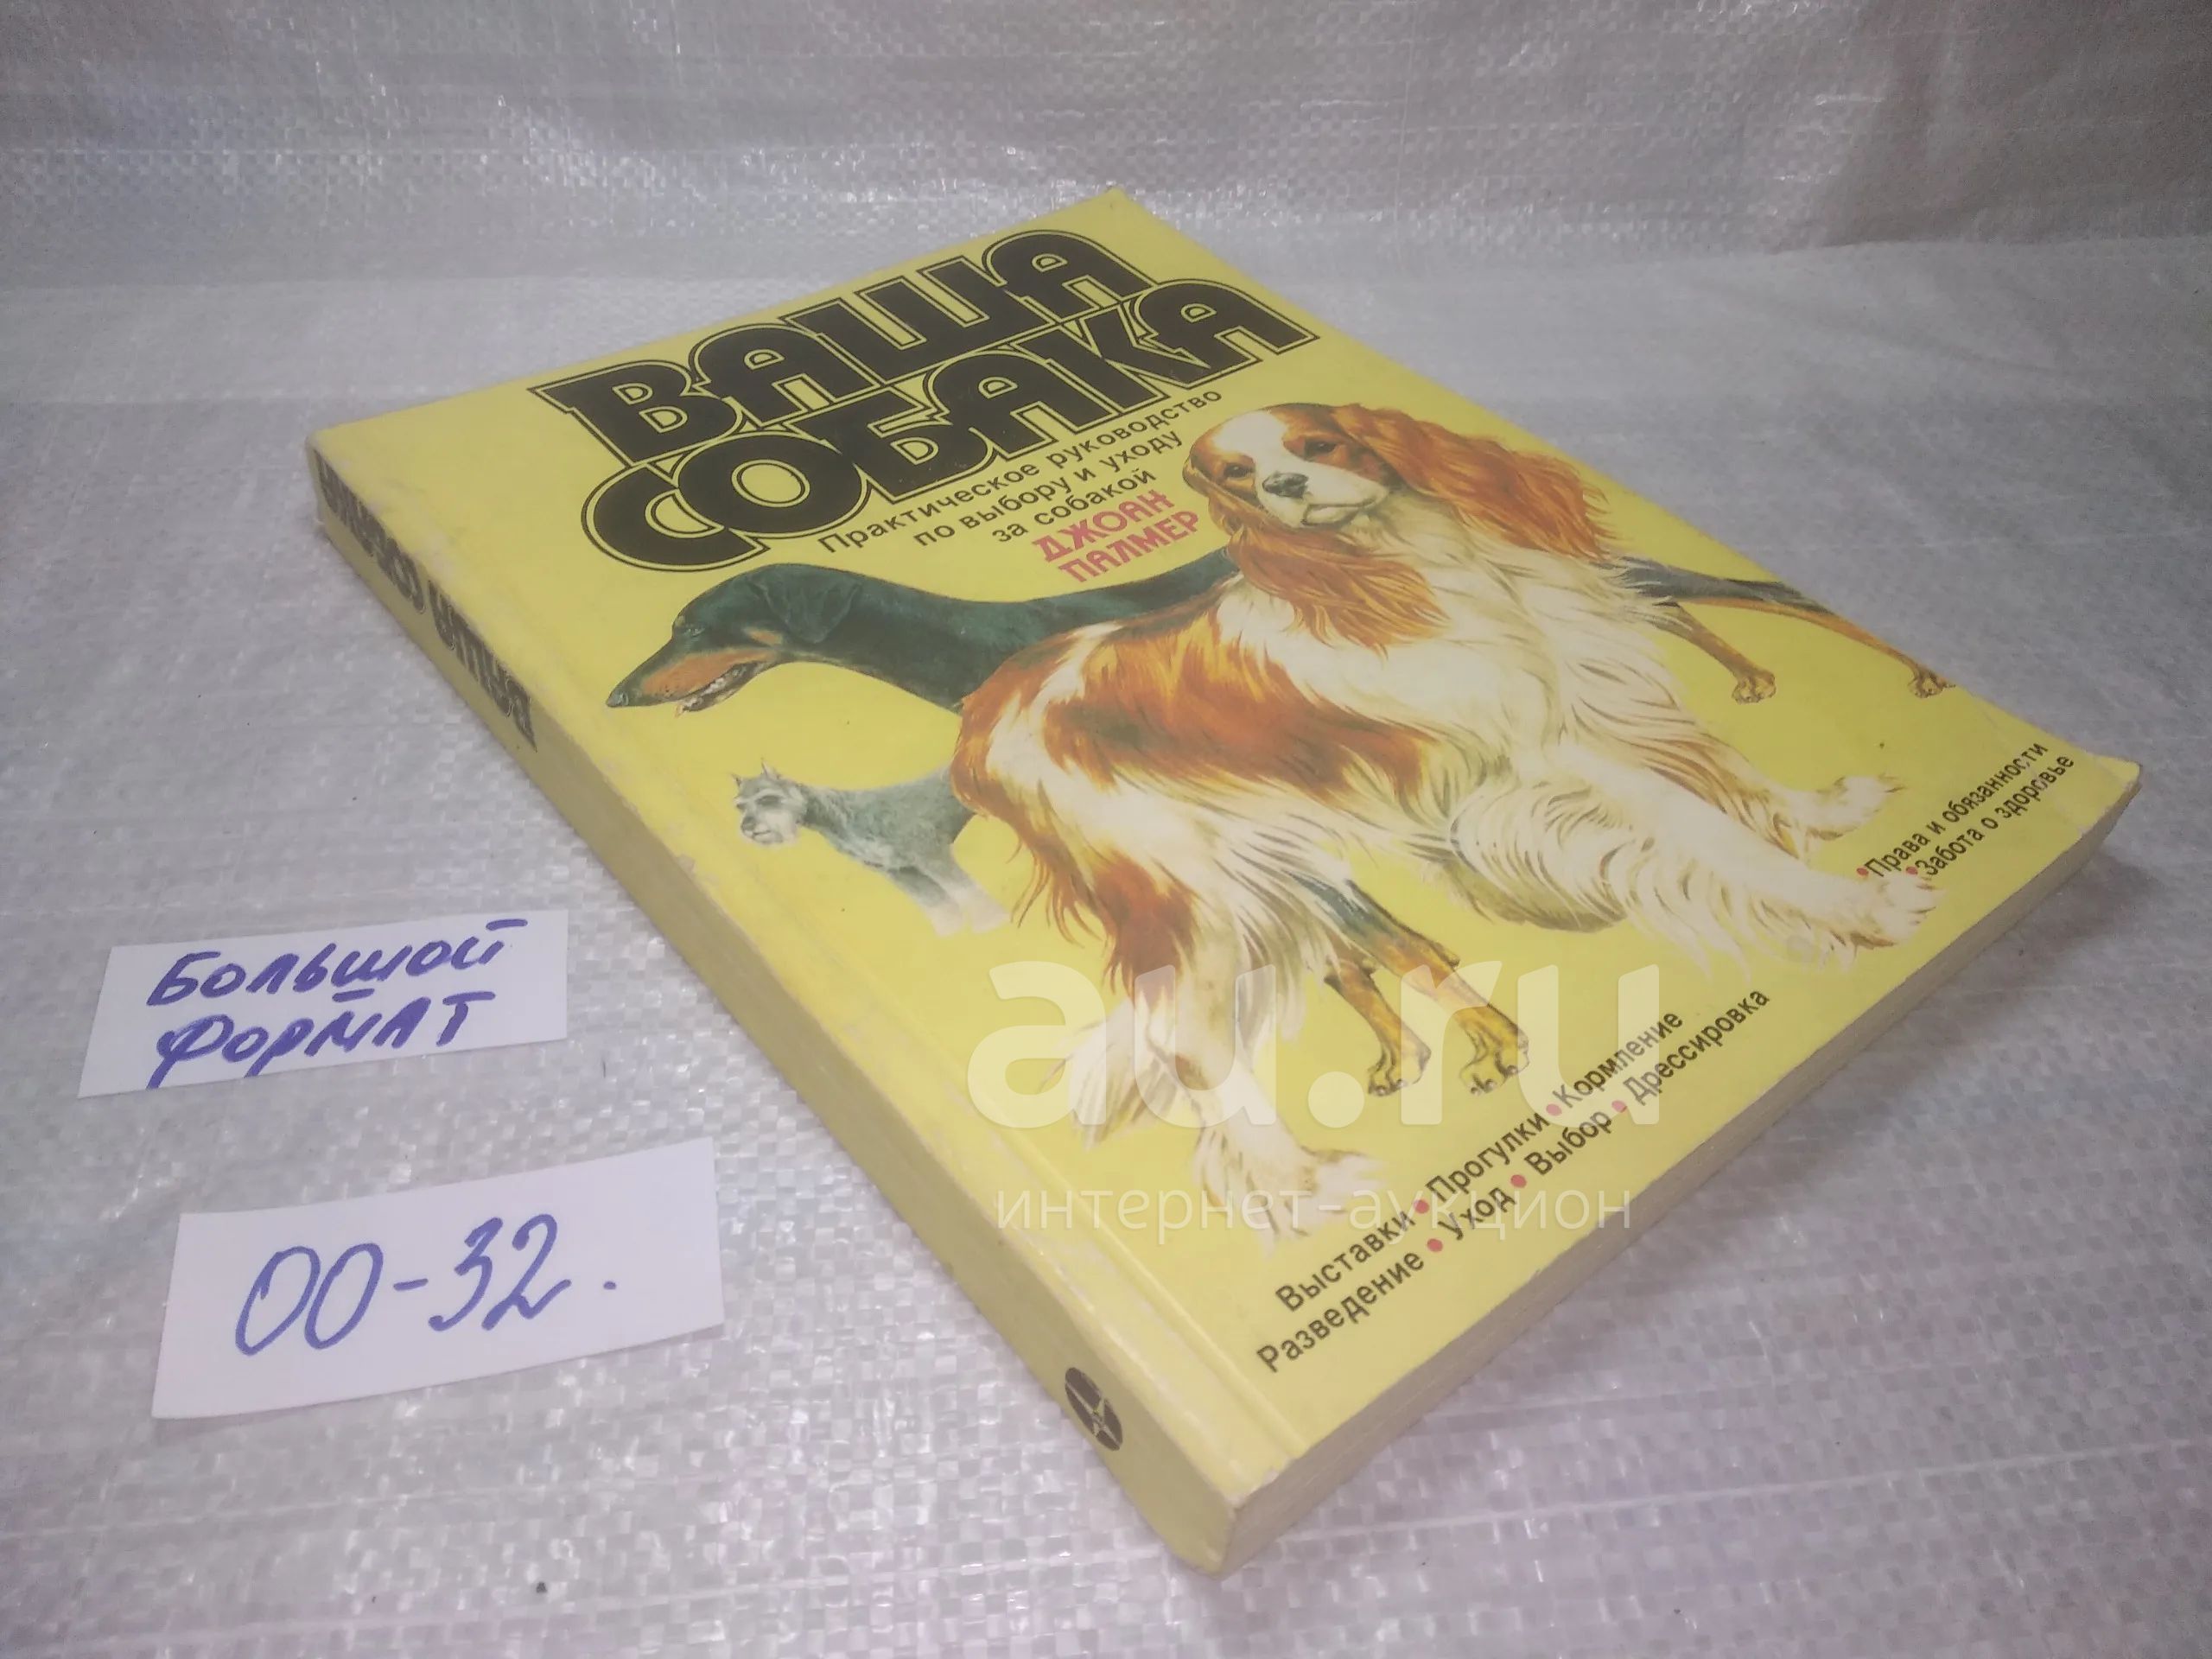 ВАША
СОБАКА
Практическое руководство
по выбору и уходу
за собакой
ДЖОАН
ПАЛМЕР
ВАША СОБАКА
• Права и обязанности
• Забота о здоровье
Выставки • Прогулки • Кормление
Разведение • Уход • Выбор • Дрессировка
БОЛЬШОЙ
ФОРМАТ
ОО-32.
au.ru
интернет-аукцион